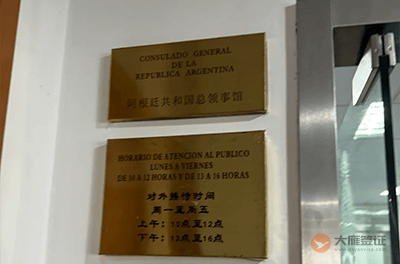 CONSULADO GENERAL
DE LA
REPUBLICA ARGENTINA
阿根廷共和国总领事馆
HORARIO DE ATENCION AL PUBLICO
LUNES A VIERNES
DE 10 A 12 HORAS Y DE 13 A 16 HORAS
对外接待时间
周一至周五
上午：10点至12点
下午：13点至16点
大雁签证